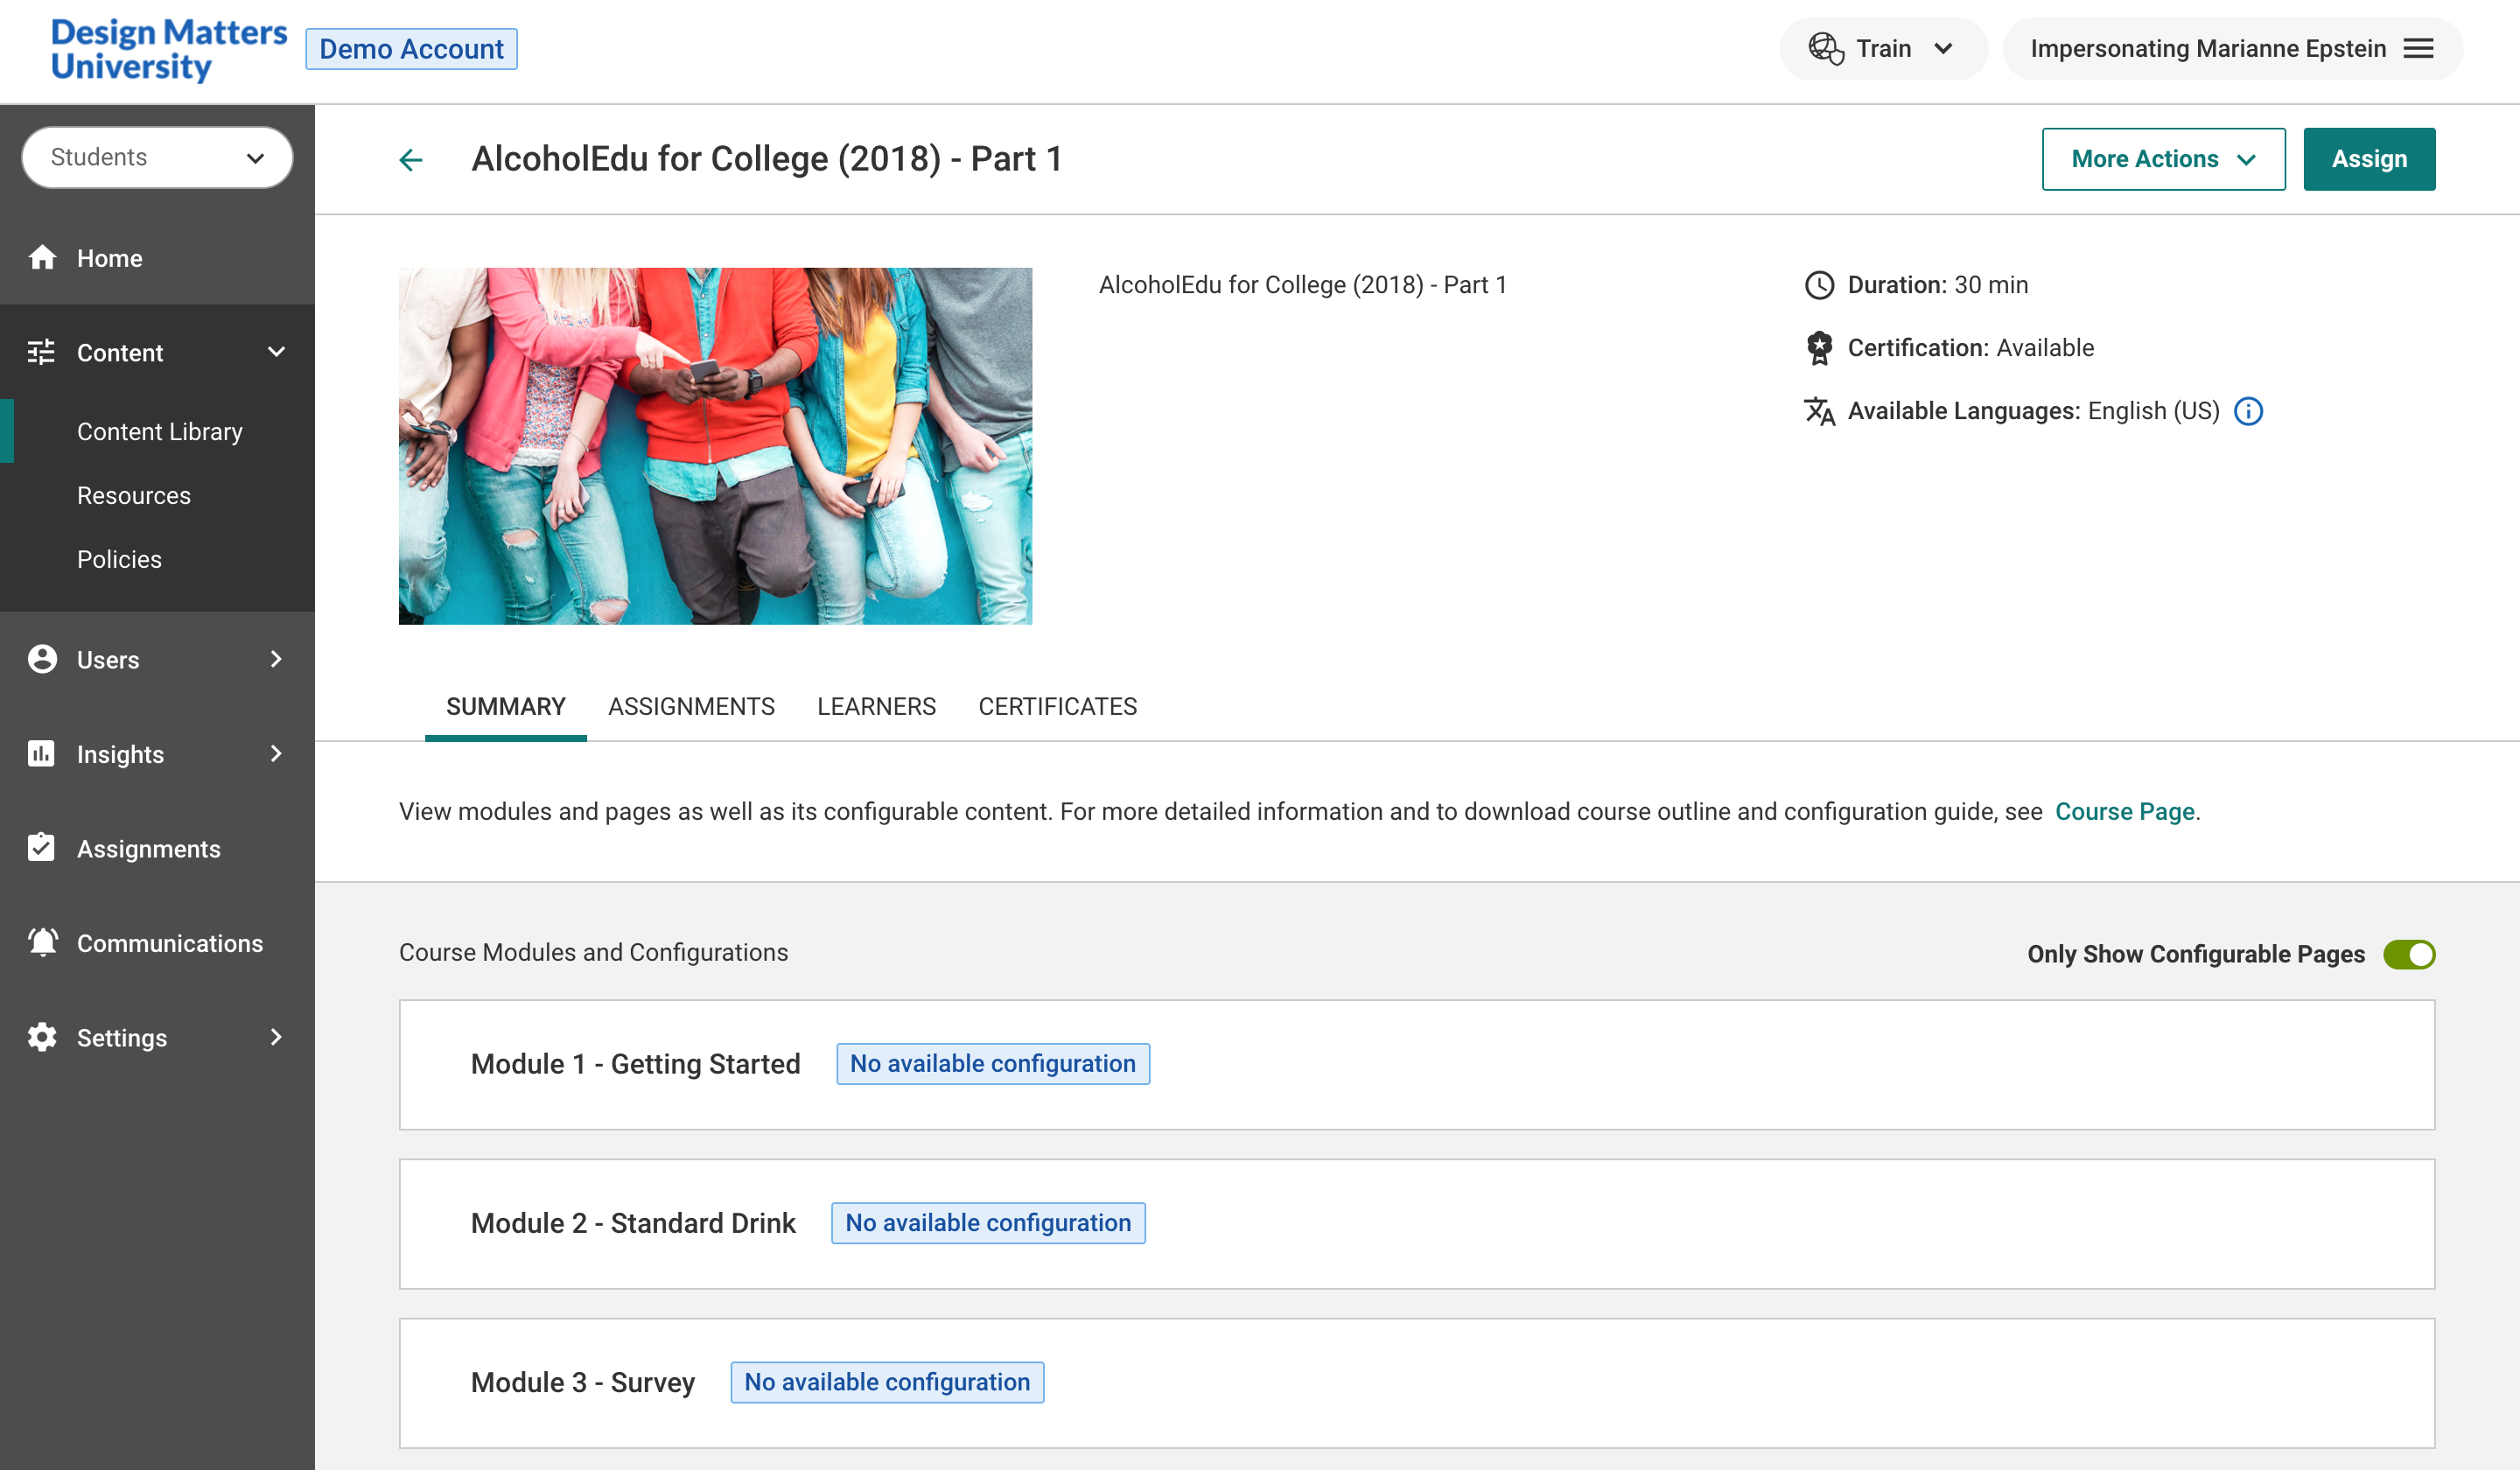 Design Matters
University
Demo Account
Train
Impersonating Marianne Epstein
Students
Home
Content
Content Library
Resources
Policies
Users
Insights
Assignments
Communications
Settings
AlcoholEdu for College (2018) - Part 1
More Actions
Assign
AlcoholEdu for College (2018) - Part 1
Duration: 30 min
Certification: Available
Available Languages: English (US)
SUMMARY ASSIGNMENTS LEARNERS CERTIFICATES
View modules and pages as well as its configurable content. For more detailed information and to download course outline and configuration guide, see Course Page.
Course Modules and Configurations
Only Show Configurable Pages
Module 1 - Getting Started No available configuration
Module 2 - Standard Drink No available configuration
Module 3 - Survey No available configuration